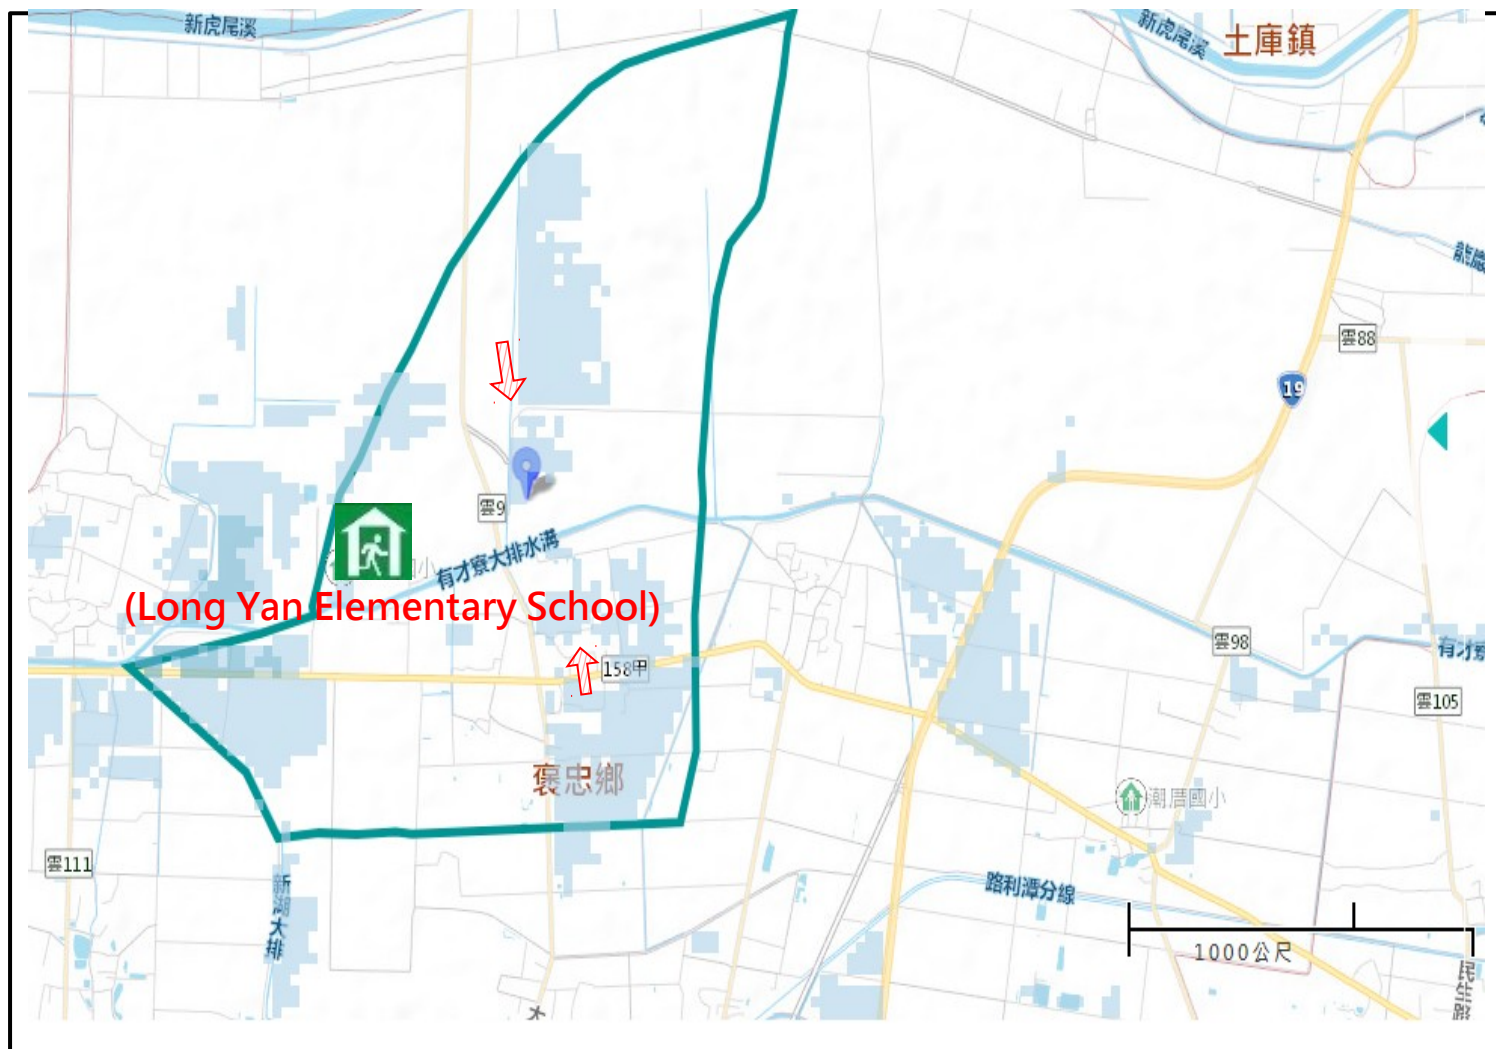 新虎尾溪
新虎尾溪
土庫鎮
雲88
19
雲9
有才寮大排水溝
小
(Long Yan Elementary School)
雲98
158甲
雲105
褒忠鄉
潮厝國小
雲111
新湖大排
路利潭分線
1000公尺